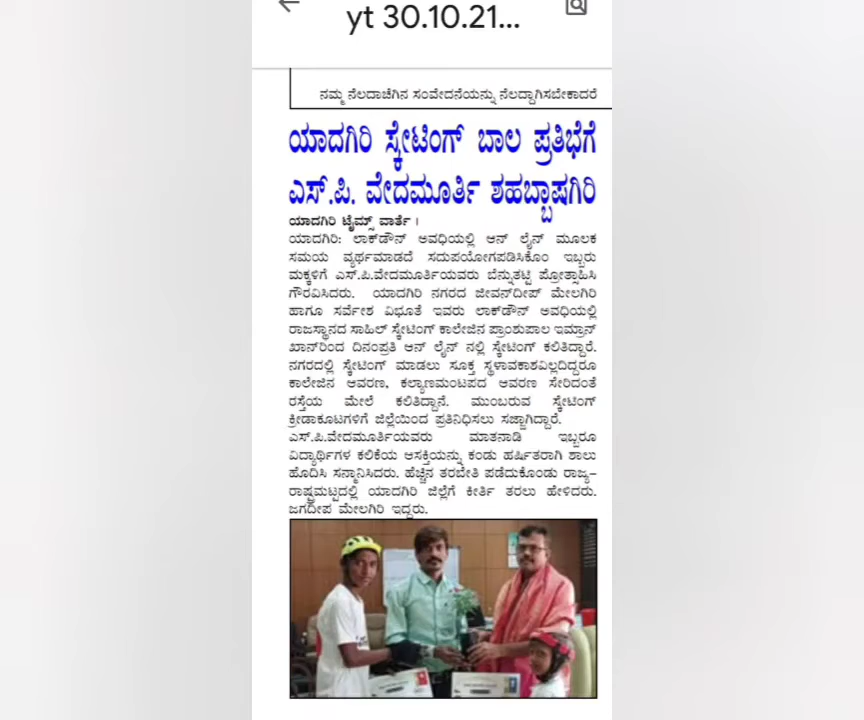 yt 30.10.21...
ನಮ್ಮ ನೆಲದಾಚೆಗಿನ ಸಂವೇದನೆಯನ್ನು ನೆಲದ್ದಾಗಿಸಬೇಕಾದರೆ
ಯಾದಗಿರಿ ಸ್ಕೇಟಿಂಗ್ ಬಾಲ ಪ್ರತಿಭೆಗೆ
ಎಸ್.ಪಿ. ವೇದಮೂರ್ತಿ ಶಹಬ್ಬಾಷಗಿರಿ
ಯಾದಗಿರಿ ಟೈಮ್ಸ್ ವಾರ್ತೆ ।
ಯಾದಗಿರಿ: ಲಾಕ್‌ಡೌನ್ ಅವಧಿಯಲ್ಲಿ ಆನ್ ಲೈನ್ ಮೂಲಕ
ಸಮಯ ವ್ಯರ್ಥಮಾಡದೆ ಸದುಪಯೋಗಪಡಿಸಿಕೊಂ ಇಬ್ಬರು
ಮಕ್ಕಳಿಗೆ ಎಸ್.ಪಿ.ವೇದಮೂರ್ತಿಯವರು ಬೆನ್ನುತಟ್ಟಿ ಪ್ರೋತ್ಸಾಹಿಸಿ
ಗೌರವಿಸಿದರು. ಯಾದಗಿರಿ ನಗರದ ಜೀವನ್‌ದೀಪ್ ಮೇಲಗಿರಿ
ಹಾಗೂ ಸರ್ವೇಶ ವಿಭೂತೆ ಇವರು ಲಾಕ್‌ಡೌನ್ ಅವಧಿಯಲ್ಲಿ
ರಾಜಸ್ಥಾನದ ಸಾಹಿಲ್ ಸ್ಕೇಟಿಂಗ್ ಕಾಲೇಜಿನ ಪ್ರಾಂಶುಪಾಲ ಇಮ್ರಾನ್
ಖಾನ್‌ರಿಂದ ದಿನಂಪ್ರತಿ ಆನ್ ಲೈನ್ ನಲ್ಲಿ ಸ್ಕೇಟಿಂಗ್ ಕಲಿತಿದ್ದಾರೆ.
ನಗರದಲ್ಲಿ ಸ್ಕೇಟಿಂಗ್ ಮಾಡಲು ಸೂಕ್ತ ಸ್ಥಳಾವಕಾಶವಿಲ್ಲದಿದ್ದರೂ
ಕಾಲೇಜಿನ ಆವರಣ, ಕಲ್ಯಾಣಮಂಟಪದ ಆವರಣ ಸೇರಿದಂತೆ
ರಸ್ತೆಯ ಮೇಲೆ ಕಲಿತಿದ್ದಾನೆ. ಮುಂಬರುವ ಸ್ಕೇಟಿಂಗ್
ಕ್ರೀಡಾಕೂಟಗಳಿಗೆ ಜಿಲ್ಲೆಯಿಂದ ಪ್ರತಿನಿಧಿಸಲು ಸಜ್ಜಾಗಿದ್ದಾರೆ.
ಎಸ್.ಪಿ.ವೇದಮೂರ್ತಿಯವರು ಮಾತನಾಡಿ ಇಬ್ಬರೂ
ವಿದ್ಯಾರ್ಥಿಗಳ ಕಲಿಕೆಯ ಆಸಕ್ತಿಯನ್ನು ಕಂಡು ಹರ್ಷಿತರಾಗಿ ಶಾಲು
ಹೊದಿಸಿ ಸನ್ಮಾನಿಸಿದರು. ಹೆಚ್ಚಿನ ತರಬೇತಿ ಪಡೆದುಕೊಂಡು ರಾಜ್ಯ-
ರಾಷ್ಟ್ರಮಟ್ಟದಲ್ಲಿ ಯಾದಗಿರಿ ಜಿಲ್ಲೆಗೆ ಕೀರ್ತಿ ತರಲು ಹೇಳಿದರು.
ಜಗದೀಪ ಮೇಲಗಿರಿ ಇದ್ದರು.